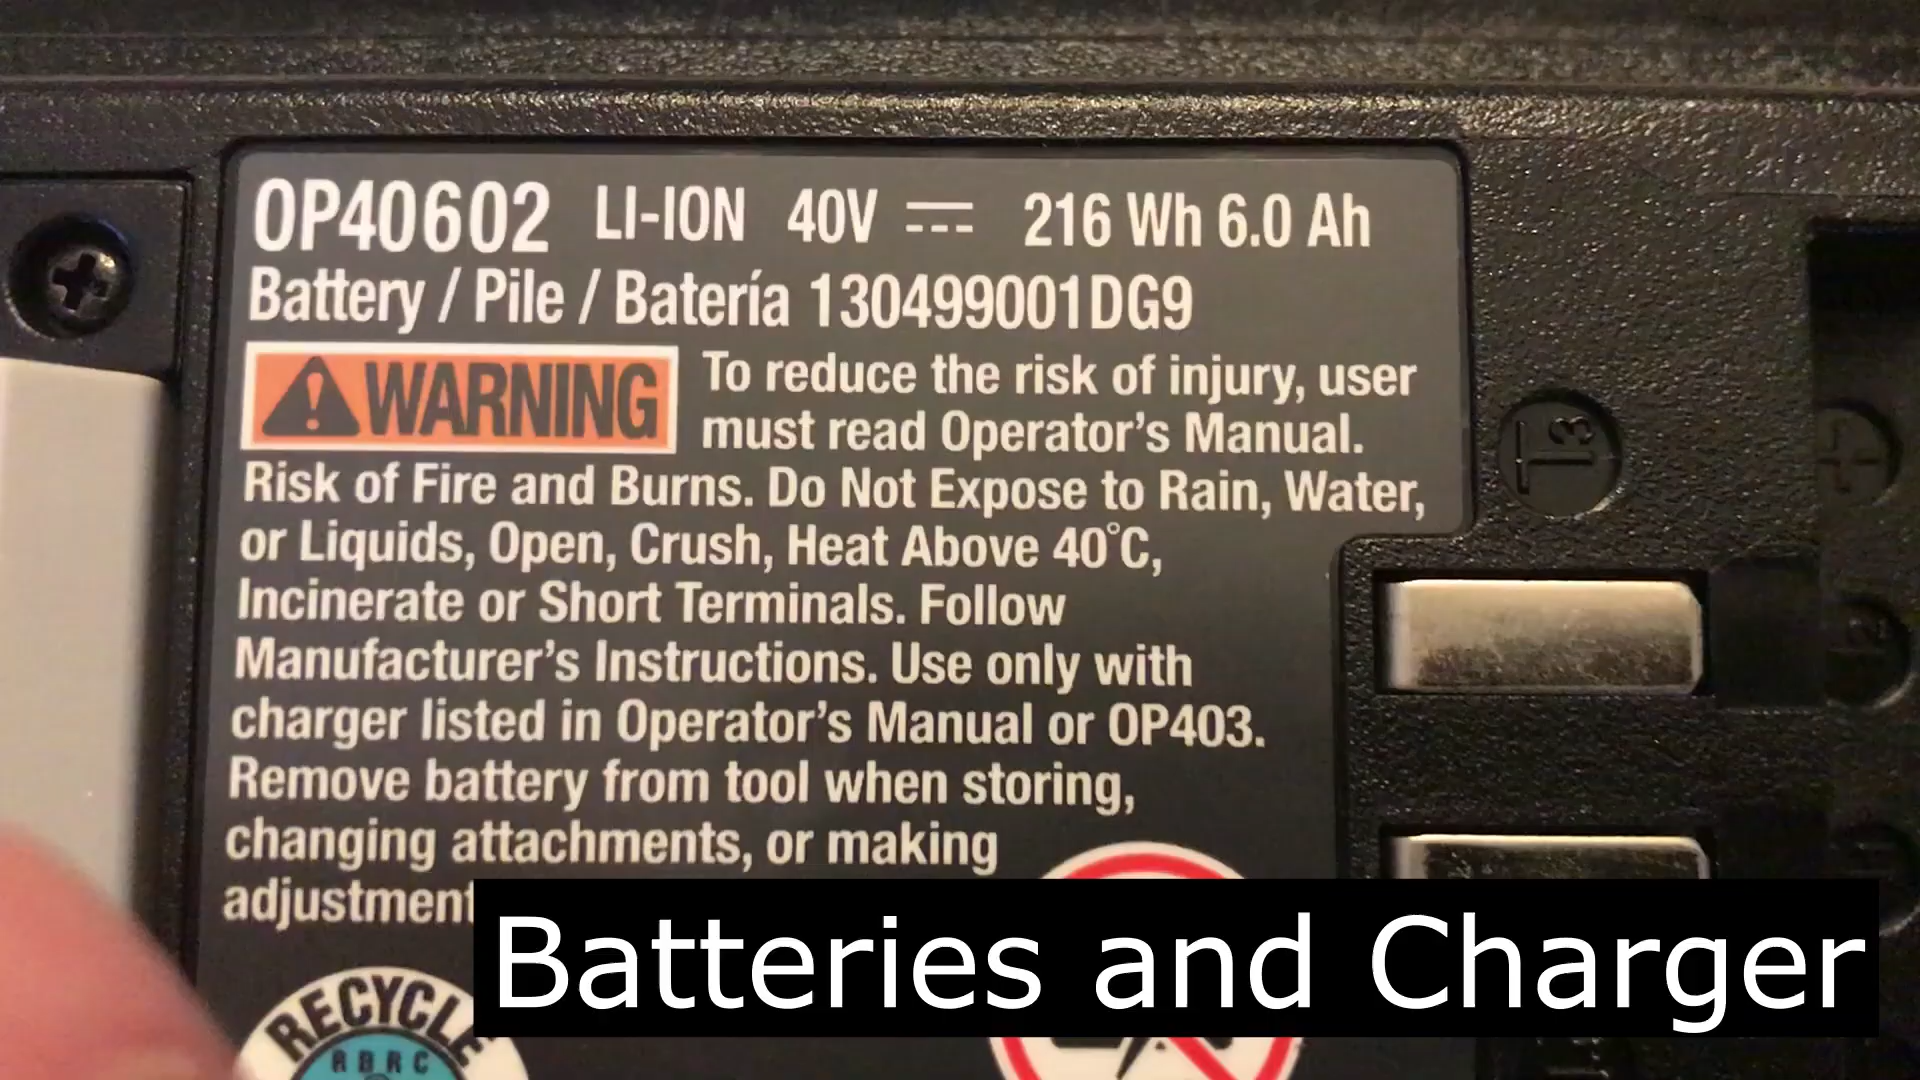 OP40602 LI-ION 40V 216 Wh 6.0 Ah
Battery / Pile / Batería 130499001DG9
WARNING To reduce the risk of injury, user
must read Operator's Manual.
Risk of Fire and Burns. Do Not Expose to Rain, Water,
or Liquids, Open, Crush, Heat Above 40°C,
Incinerate or Short Terminals. Follow
Manufacturer's Instructions. Use only with
charger listed in Operator's Manual or OP403.
Remove battery from tool when storing,
changing attachments, or making
adjustment
T3
+
T2
Batteries and Charger
RECYCLE
RBRC